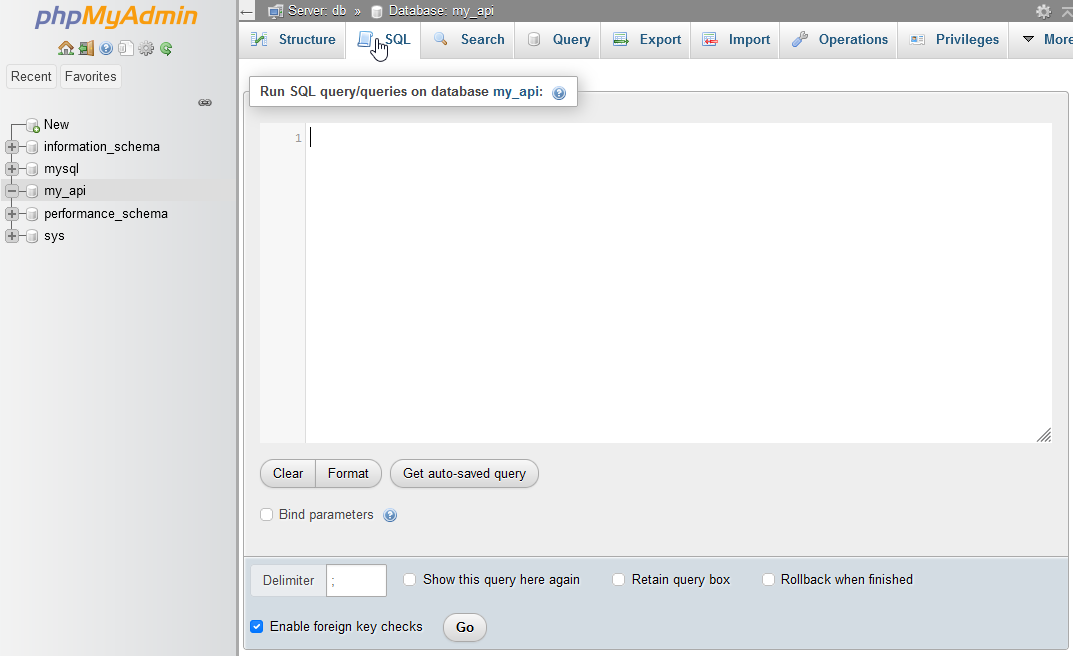 phpMyAdmin
Recent Favorites
New
information_schema
mysql
my_api
performance_schema
sys
Server: db » Database: my_api
Structure SQL Search Query Export Import Operations Privileges More
Run SQL query/queries on database my_api:
1
Clear Format Get auto-saved query
Bind parameters
Delimiter ; Show this query here again Retain query box Rollback when finished
Enable foreign key checks Go